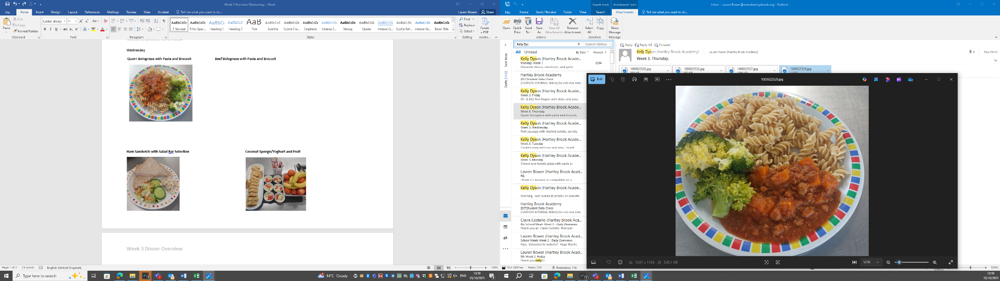 Week 3 Overview Wednesday - Word
File Home Insert Design Layout References Mailings Review View Acrobat Tell me what you want to do...
Lauren Bower Share
Paste Cut Copy Format Painter
Calibri (Body) 11
AaBbCcDc AaBbCcDc AaBbCc AaBbCcE AaB AaBbCcE AaBbCcDt AaBbCcDt AaBbCcDt AaBbCcDc AaBbCcDt AaBbCcDt AaBbCcDt AaBbCcDt AaBbCcDt
¶ Normal ¶ No Spac... Heading 1 Heading 2 Title Subtitle Subtle Em... Emphasis Intense E... Strong Quote Intense Q... Subtle Ref... Intense Re... Book Title
Find Replace Select
Create a PDF
Clipboard Font Paragraph Styles Editing Adobe...
Week 3 Dinner Overview
Wednesday
Quorn Bolognese with Pasta and Broccoli Beef Bolognese with Pasta and Broccoli
Ham Sandwich with Salad Bar Selection Coconut Sponge/Yoghurt and Fruit
Week 3 Dinner Overview
Page 1 of 2 23 words English (United Kingdom) 100%
Search Tools Attachment Tools
Inbox - Lauren.Bower@astreahartleybrook.org - Outlook
File Home Send / Receive Folder View Search Attachments Tell me what you want to do...
Open Quick Print Send To Save As Save All Attachments Remove Attachment Select All Copy Show Message
Actions Selection Message
Sent Items
Drafts [146]
Kelly Dys Current Mailbox
All Unread By Date Newest
Kelly Dyson (Hartley Brook Acade...
Monday. Week 1 12:04
Macaroni cheese, sweetcorn, and garlic
Hartley Brook Academy
[EXT]Student Data Check
[CAUTION EXTERNAL EMAIL] Do not click links
Kelly Dyson (Hartley Brook Acade...
Week 3. Friday
KS1 & KS2 Fish fingers with chips and peas.
Kelly Dyson (Hartley Brook Acade...
Week 3. Thursday.
Quorn bolognese with pasta and broccoli.
Kelly Dyson (Hartley Brook Acade...
Week 3. Wednesday.
Pork sausage with mashed potato, carrots,
Kelly Dyson (Hartley Brook Acade...
Week 3. Tuesday
Chicken curry with rice and peas. Sweet
Kelly Dyson (Hartley Brook Acade...
Week 3. Monday
Cheese and tomato pizza with pasta or
Lauren Bower (Hartley Brook Acad...
RE:
I think it's because its compatible on a
Kelly Dyson (Hartley Brook Acade...
Morning, Just looked at photos on website
Hartley Brook Academy
[EXT]Student Data Check
[CAUTION EXTERNAL EMAIL] Do not click links
Claire Costello (Hartley Brook Aca...
Re: School Meals Week 2 - Daily Overviews
Thank you all Claire Costello Principal
Lauren Bower (Hartley Brook Acad...
School Meals Week 2 - Daily Overviews
Hiya, Uploaded to website!! Huge thanks
Lauren Bower (Hartley Brook Acad...
RE: Week 2. Friday
Thank you Kelly!!!
26.4 GB Free Items: 250 Reminders: 174 100%
Reply Reply All Forward
Kelly Dyson (Hartley Brook Academy) Lauren Bower (Hartley Brook Academy) 4 Thu 09/10
Week 3. Thursday.
1000022528.jpg 1000022533.jpg 1000022527.jpg 1000022529.jpg
Edit 1000022529.jpg
1341 x 1184 545.1 KB 55%
Type here to search
14°C Cloudy ENG 13:59 13/10/2025
13:59 13/10/2025